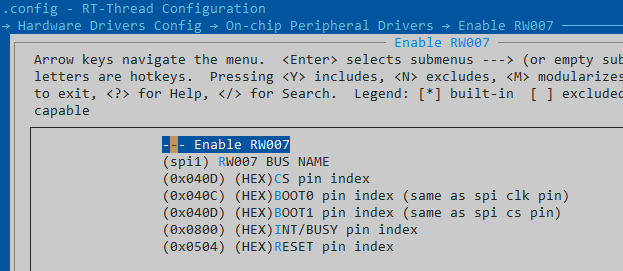 .config - RT-Thread Configuration
→ Hardware Drivers Config → On-chip Peripheral Drivers → Enable RW007
Enable RW007
Arrow keys navigate the menu. <Enter> selects submenus ---> (or empty sub
letters are hotkeys. Pressing <Y> includes, <N> excludes, <M> modularizes
to exit, <?> for Help, </> for Search. Legend: [*] built-in [ ] excluded
capable
--- Enable RW007
(spi1) RW007 BUS NAME
(0x040D) (HEX)CS pin index
(0x040C) (HEX)BOOT0 pin index (same as spi clk pin)
(0x040D) (HEX)BOOT1 pin index (same as spi cs pin)
(0x0800) (HEX)INT/BUSY pin index
(0x0504) (HEX)RESET pin index